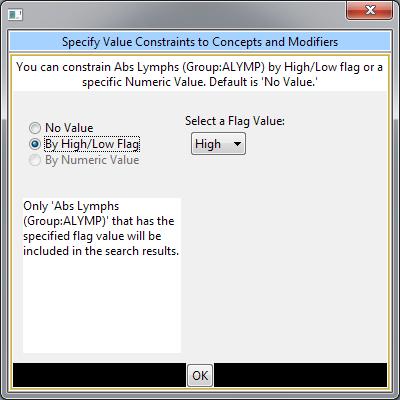 Specify Value Constraints to Concepts and Modifiers
You can constrain Abs Lymphs (Group:ALYMP) by High/Low flag or a
specific Numeric Value. Default is 'No Value.'
No Value
By High/Low Flag
By Numeric Value
Select a Flag Value:
High
Only 'Abs Lymphs
(Group:ALYMP)' that has the
specified flag value will be
included in the search results.
OK